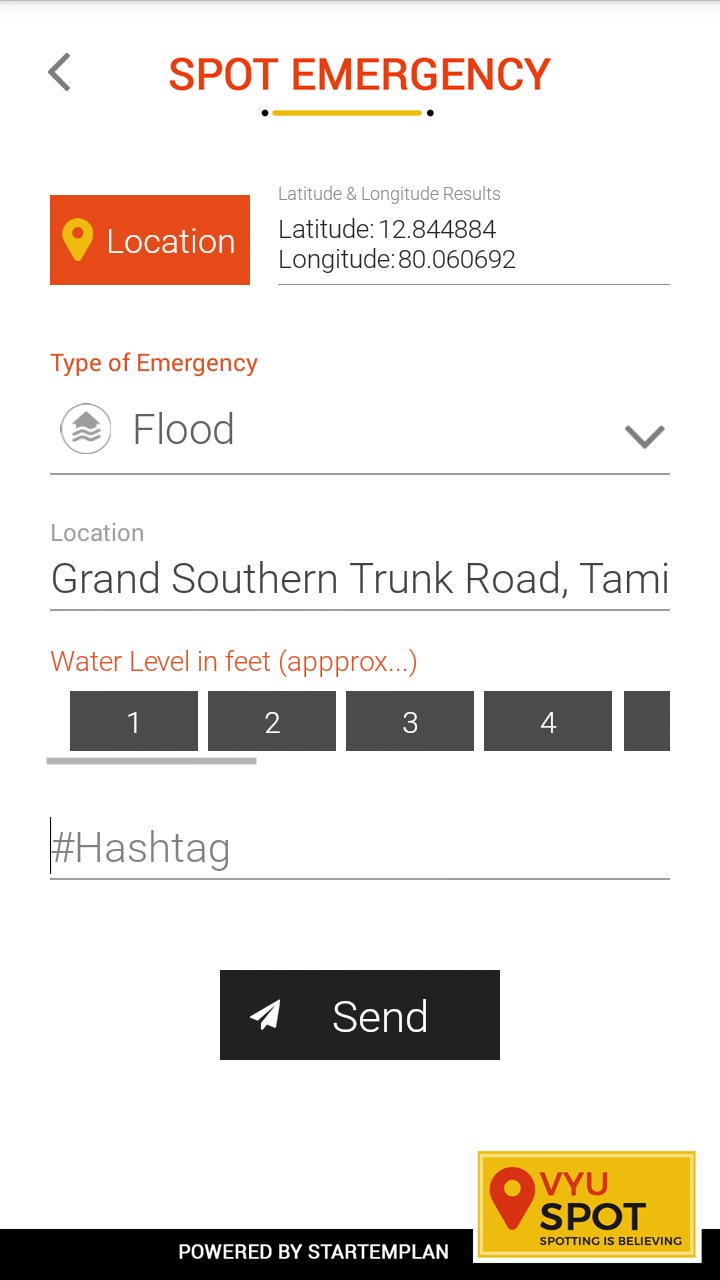 SPOT EMERGENCY
Latitude & Longitude Results
Location
Latitude: 12.844884
Longitude: 80.060692
Type of Emergency
Flood
Location
Grand Southern Trunk Road, Tami
Water Level in feet (appprox...)
1 2 3 4
#Hashtag
Send
VYU
SPOT
SPOTTING IS BELIEVING
POWERED BY STARTEMPLAN